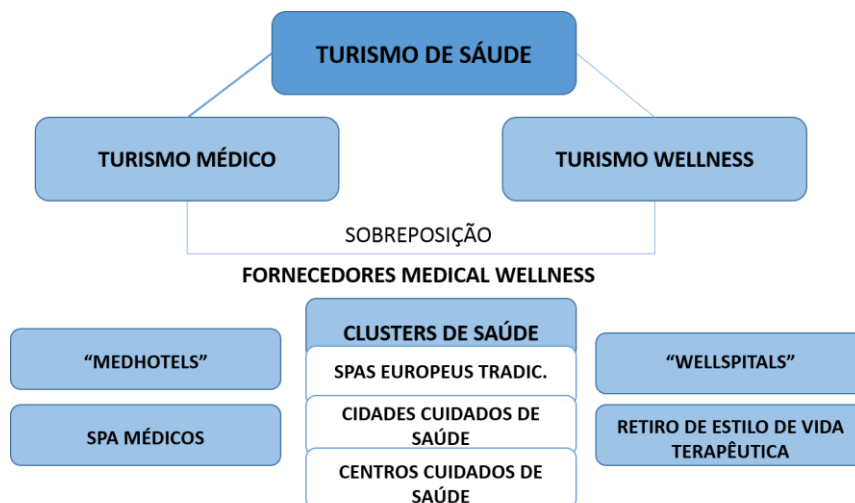 TURISMO DE SÁUDE
TURISMO MÉDICO
TURISMO WELLNESS
SOBREPOSIÇÃO
FORNECEDORES MEDICAL WELLNESS
CLUSTERS DE SAÚDE
“MEDHOTELS”
SPAS EUROPEUS TRADIC.
“WELLSPITALS”
SPA MÉDICOS
CIDADES CUIDADOS DE
SAÚDE
RETIRO DE ESTILO DE VIDA
TERAPÊUTICA
CENTROS CUIDADOS DE
SAÚDE